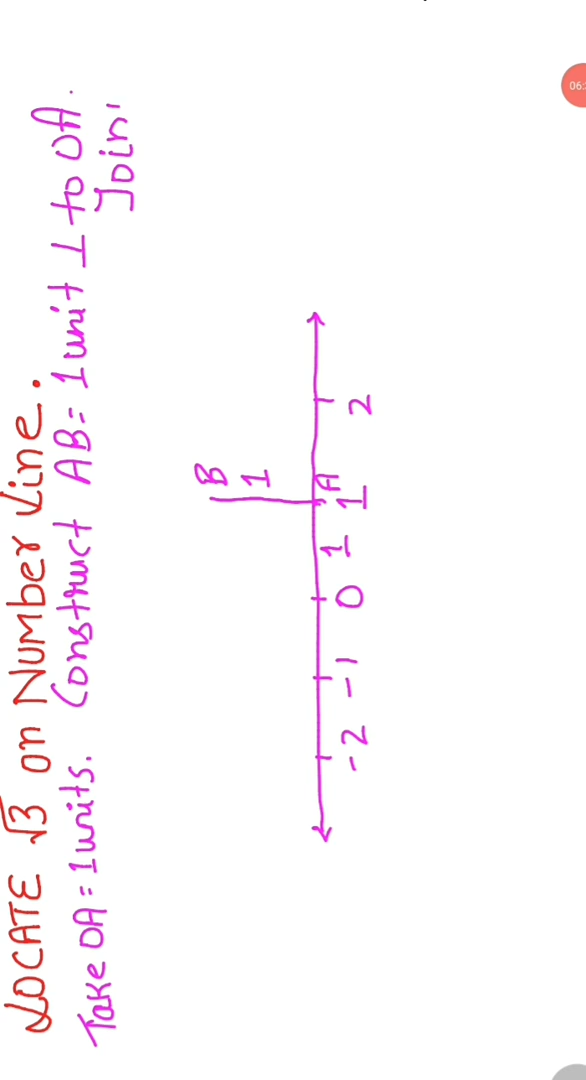 LOCATE √3 on Number Line.
Take OA = 1 units. Construct AB = 1 unit ⊥ to OA.
Join
B
1
A
1
-2 -1 0 1 2
06: